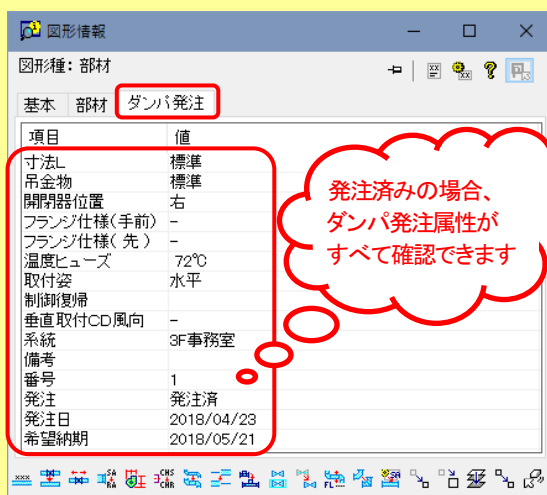 図形情報
図形種: 部材
基本 部材 ダンパ発注
項目 値
寸法L 標準
吊金物 標準
開閉器位置 右
フランジ仕様(手前) -
フランジ仕様( 先 ) -
温度ヒューズ 72℃
取付姿 水平
制御復帰
垂直取付CD風向 -
系統 3F事務室
備考
番号 1
発注 発注済
発注日 2018/04/23
希望納期 2018/05/21
発注済みの場合、
ダンパ発注属性が
すべて確認できます